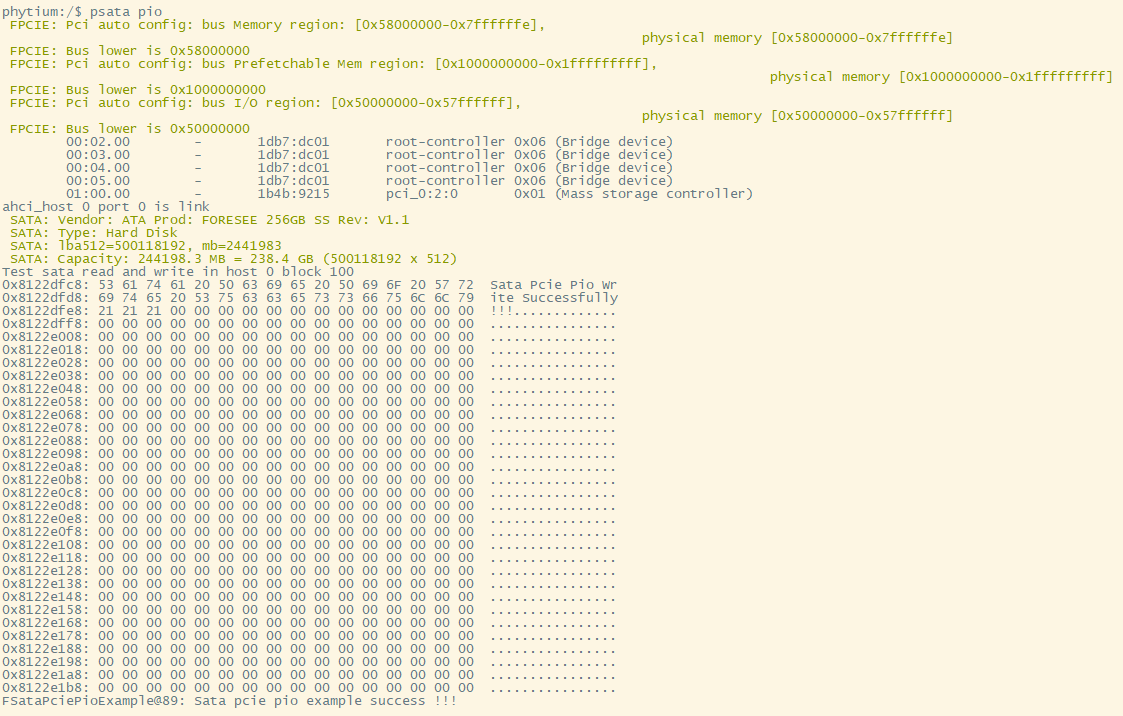 phytium:/$ psata pio
FPCIE: Pci auto config: bus Memory region: [0x58000000-0x7ffffffe],
physical memory [0x58000000-0x7ffffffe]
FPCIE: Bus lower is 0x58000000
FPCIE: Pci auto config: bus Prefetchable Mem region: [0x1000000000-0x1fffffffff],
physical memory [0x1000000000-0x1fffffffff]
FPCIE: Bus lower is 0x1000000000
FPCIE: Pci auto config: bus I/O region: [0x50000000-0x57ffffff],
physical memory [0x50000000-0x57ffffff]
FPCIE: Bus lower is 0x50000000
00:02.00 - 1db7:dc01 root-controller 0x06 (Bridge device)
00:03.00 - 1db7:dc01 root-controller 0x06 (Bridge device)
00:04.00 - 1db7:dc01 root-controller 0x06 (Bridge device)
00:05.00 - 1db7:dc01 root-controller 0x06 (Bridge device)
01:00.00 - 1b4b:9215 pci_0:2:0 0x01 (Mass storage controller)
ahci_host 0 port 0 is link
SATA: Vendor: ATA Prod: FORESEE 256GB SS Rev: V1.1
SATA: Type: Hard Disk
SATA: lba512=500118192, mb=2441983
SATA: Capacity: 244198.3 MB = 238.4 GB (500118192 x 512)
Test sata read and write in host 0 block 100
0x8122dfc8: 53 61 74 61 20 50 63 69 65 20 50 69 6F 20 57 72 Sata Pcie Pio Wr
0x8122dfd8: 69 74 65 20 53 75 63 63 65 73 73 66 75 6C 6C 79 ite Successfully
0x8122dfe8: 21 21 21 00 00 00 00 00 00 00 00 00 00 00 00 00 !!!.............
0x8122dff8: 00 00 00 00 00 00 00 00 00 00 00 00 00 00 00 00 ................
0x8122e008: 00 00 00 00 00 00 00 00 00 00 00 00 00 00 00 00 ................
0x8122e018: 00 00 00 00 00 00 00 00 00 00 00 00 00 00 00 00 ................
0x8122e028: 00 00 00 00 00 00 00 00 00 00 00 00 00 00 00 00 ................
0x8122e038: 00 00 00 00 00 00 00 00 00 00 00 00 00 00 00 00 ................
0x8122e048: 00 00 00 00 00 00 00 00 00 00 00 00 00 00 00 00 ................
0x8122e058: 00 00 00 00 00 00 00 00 00 00 00 00 00 00 00 00 ................
0x8122e068: 00 00 00 00 00 00 00 00 00 00 00 00 00 00 00 00 ................
0x8122e078: 00 00 00 00 00 00 00 00 00 00 00 00 00 00 00 00 ................
0x8122e088: 00 00 00 00 00 00 00 00 00 00 00 00 00 00 00 00 ................
0x8122e098: 00 00 00 00 00 00 00 00 00 00 00 00 00 00 00 00 ................
0x8122e0a8: 00 00 00 00 00 00 00 00 00 00 00 00 00 00 00 00 ................
0x8122e0b8: 00 00 00 00 00 00 00 00 00 00 00 00 00 00 00 00 ................
0x8122e0c8: 00 00 00 00 00 00 00 00 00 00 00 00 00 00 00 00 ................
0x8122e0d8: 00 00 00 00 00 00 00 00 00 00 00 00 00 00 00 00 ................
0x8122e0e8: 00 00 00 00 00 00 00 00 00 00 00 00 00 00 00 00 ................
0x8122e0f8: 00 00 00 00 00 00 00 00 00 00 00 00 00 00 00 00 ................
0x8122e108: 00 00 00 00 00 00 00 00 00 00 00 00 00 00 00 00 ................
0x8122e118: 00 00 00 00 00 00 00 00 00 00 00 00 00 00 00 00 ................
0x8122e128: 00 00 00 00 00 00 00 00 00 00 00 00 00 00 00 00 ................
0x8122e138: 00 00 00 00 00 00 00 00 00 00 00 00 00 00 00 00 ................
0x8122e148: 00 00 00 00 00 00 00 00 00 00 00 00 00 00 00 00 ................
0x8122e158: 00 00 00 00 00 00 00 00 00 00 00 00 00 00 00 00 ................
0x8122e168: 00 00 00 00 00 00 00 00 00 00 00 00 00 00 00 00 ................
0x8122e178: 00 00 00 00 00 00 00 00 00 00 00 00 00 00 00 00 ................
0x8122e188: 00 00 00 00 00 00 00 00 00 00 00 00 00 00 00 00 ................
0x8122e198: 00 00 00 00 00 00 00 00 00 00 00 00 00 00 00 00 ................
0x8122e1a8: 00 00 00 00 00 00 00 00 00 00 00 00 00 00 00 00 ................
0x8122e1b8: 00 00 00 00 00 00 00 00 00 00 00 00 00 00 00 00 ................
FSataPciePioExample@89: Sata pcie pio example success !!!